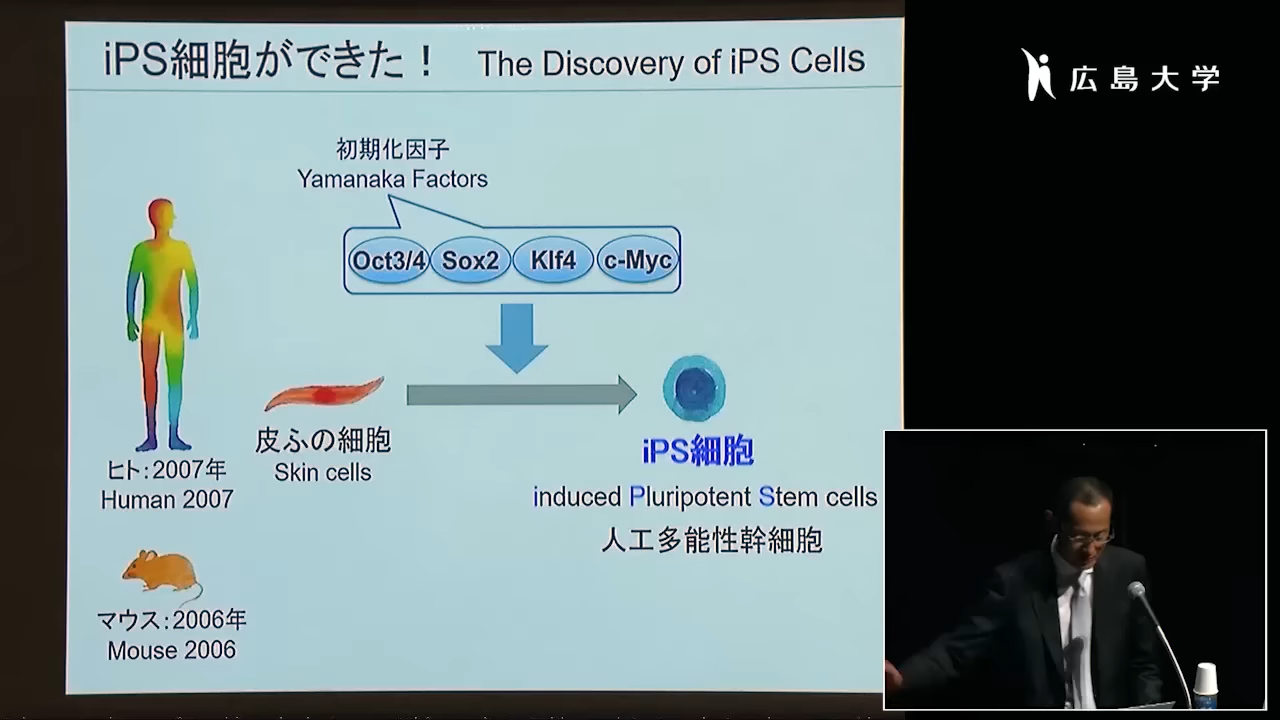 iPS細胞ができた！ The Discovery of iPS Cells
広島大学
初期化因子
Yamanaka Factors
Oct3/4 Sox2 Klf4 c-Myc
皮ふの細胞
Skin cells
iPS細胞
induced Pluripotent Stem cells
人工多能性幹細胞
ヒト：2007年
Human 2007
マウス：2006年
Mouse 2006